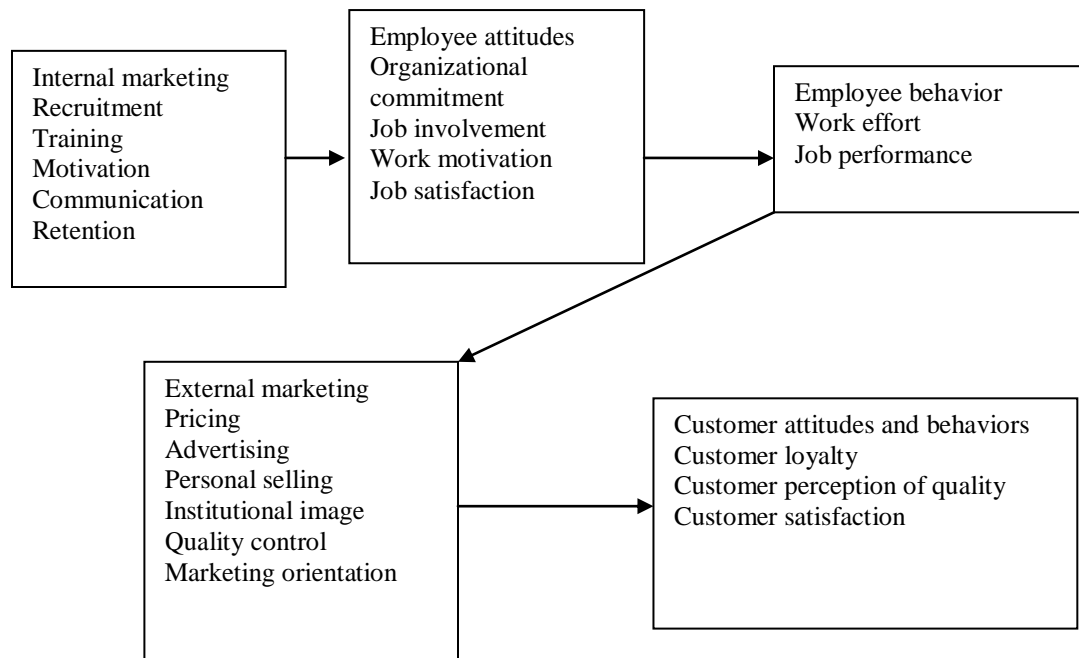 Internal marketing
Recruitment
Training
Motivation
Communication
Retention
Employee attitudes
Organizational
commitment
Job involvement
Work motivation
Job satisfaction
Employee behavior
Work effort
Job performance
External marketing
Pricing
Advertising
Personal selling
Institutional image
Quality control
Marketing orientation
Customer attitudes and behaviors
Customer loyalty
Customer perception of quality
Customer satisfaction